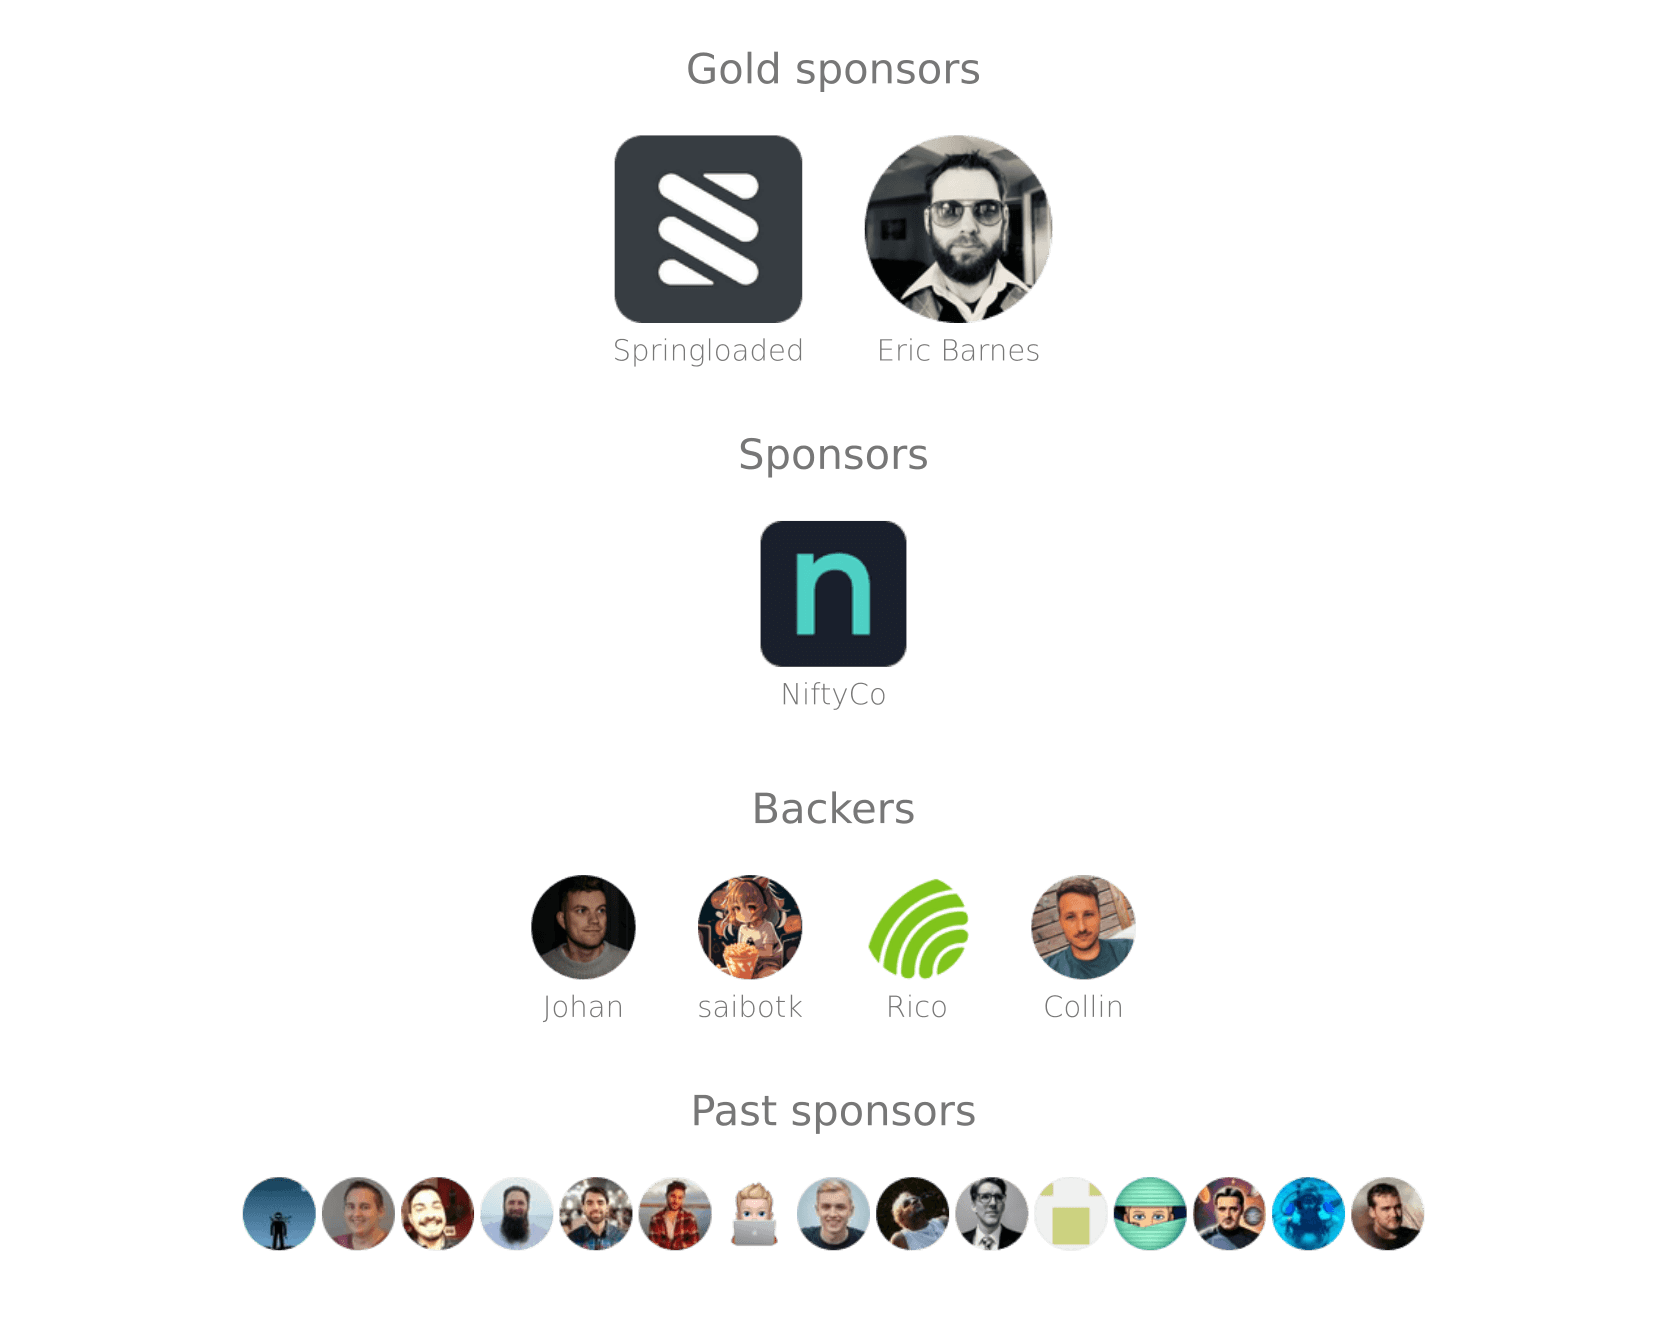 Gold sponsors
Springloaded
Eric Barnes
Sponsors
n
NiftyCo
Backers
Johan
saibotk
Rico
Collin
Past sponsors